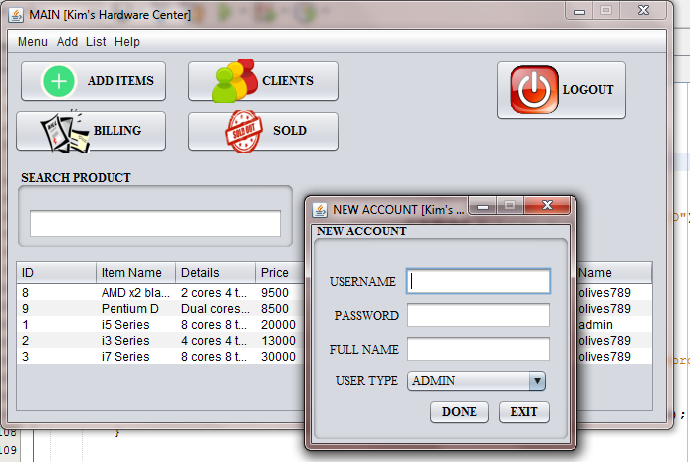 MAIN [Kim's Hardware Center]
Menu Add List Help
ADD ITEMS CLIENTS LOGOUT
BILLING SOLD OUT SOLD
SEARCH PRODUCT
NEW ACCOUNT [Kim's ...
NEW ACCOUNT
USERNAME
PASSWORD
FULL NAME
USER TYPE ADMIN
DONE EXIT
ID Item Name Details Price Name
8 AMD x2 bla... 2 cores 4 t... 9500 olives789
9 Pentium D Dual cores... 8500 olives789
1 i5 Series 8 cores 8 t... 20000 admin
2 i3 Series 4 cores 4 t... 13000 olives789
3 i7 Series 8 cores 8 t... 30000 olives789
108 }
109